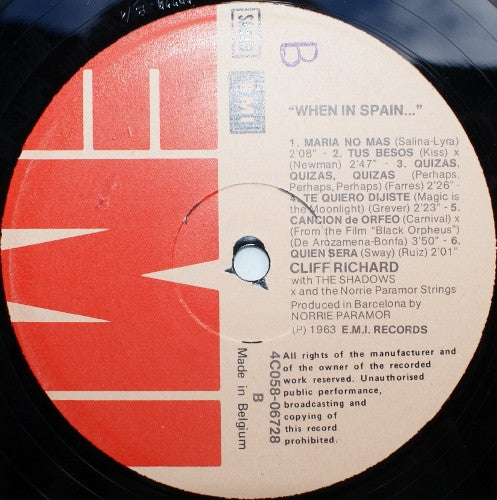 B
EMI
"WHEN IN SPAIN..."
1. MARIA NO MAS (Salina-Lyra)
2'08" - 2. TUS BESOS (Kiss) x
(Newman) 2'47" - 3. QUIZAS,
QUIZAS, QUIZAS (Perhaps,
Perhaps, Perhaps) (Farres) 2'26" -
4. TE QUIERO DIJISTE (Magic is
the Moonlight) (Grever) 2'23" - 5.
CANCION de ORFEO (Carnival) x
(From the Film "Black Orpheus")
(De Arozamena-Bonfa) 3'50" - 6.
QUIEN SERA (Sway) (Ruiz) 2'01"
CLIFF RICHARD
with THE SHADOWS
x and the Norrie Paramor Strings
Produced in Barcelona by
NORRIE PARAMOR
(P) 1963 E.M.I. RECORDS
All rights of the manufacturer and
of the owner of the recorded
work reserved. Unauthorised
public performance,
broadcasting and
copying of
this record
prohibited.
4C058-06728
B
Made in Belgium
EMI